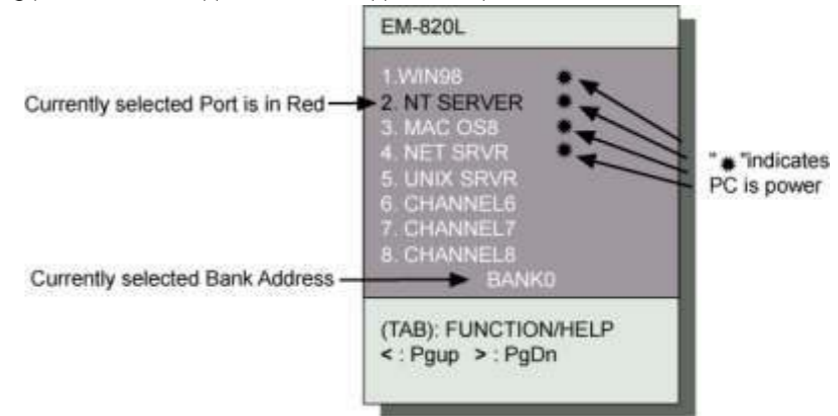 EM-820L
1.WIN98
Currently selected Port is in Red
2. NT SERVER
3. MAC OS8
4. NET SRVR
"✹"indicates
PC is power
5. UNIX SRVR
6. CHANNEL6
7. CHANNEL7
8. CHANNEL8
Currently selected Bank Address
BANK0
(TAB): FUNCTION/HELP
< : Pgup > : PgDn